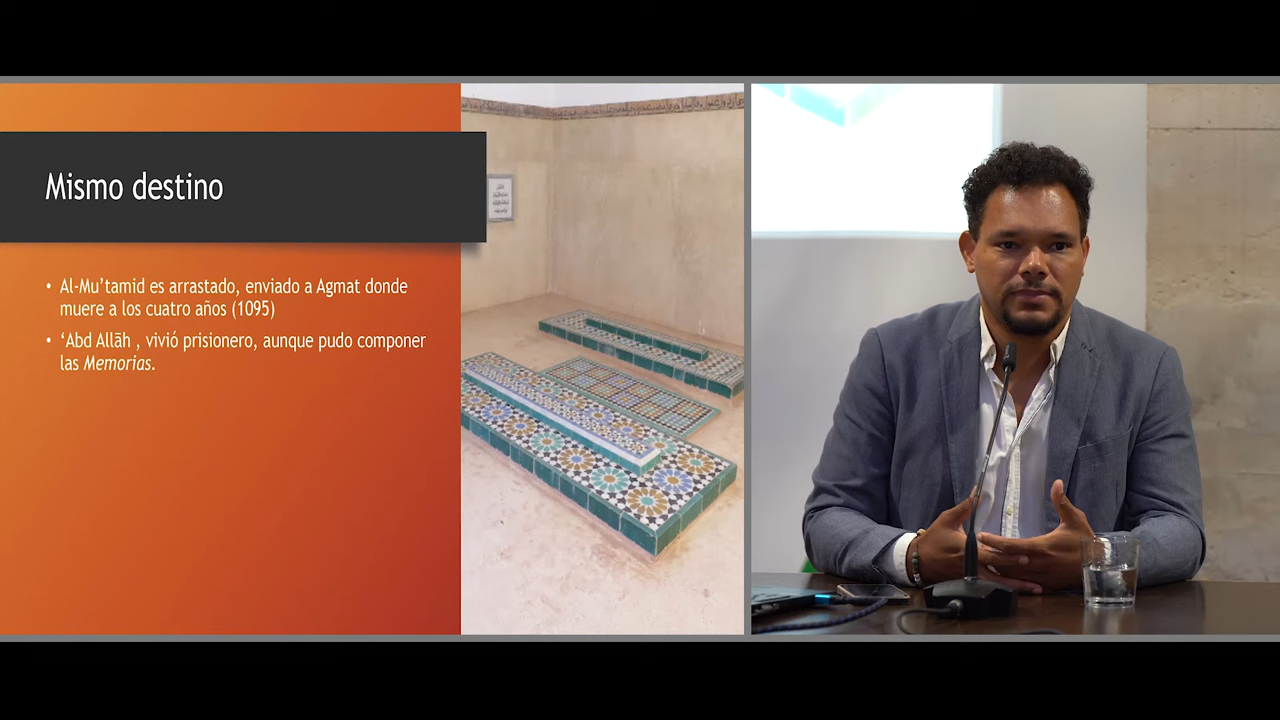 Mismo destino
• Al-Mu’tamid es arrastado, enviado a Agmat donde
muere a los cuatro años (1095)
• ‘Abd Allāh , vivió prisionero, aunque pudo componer
las Memorias.